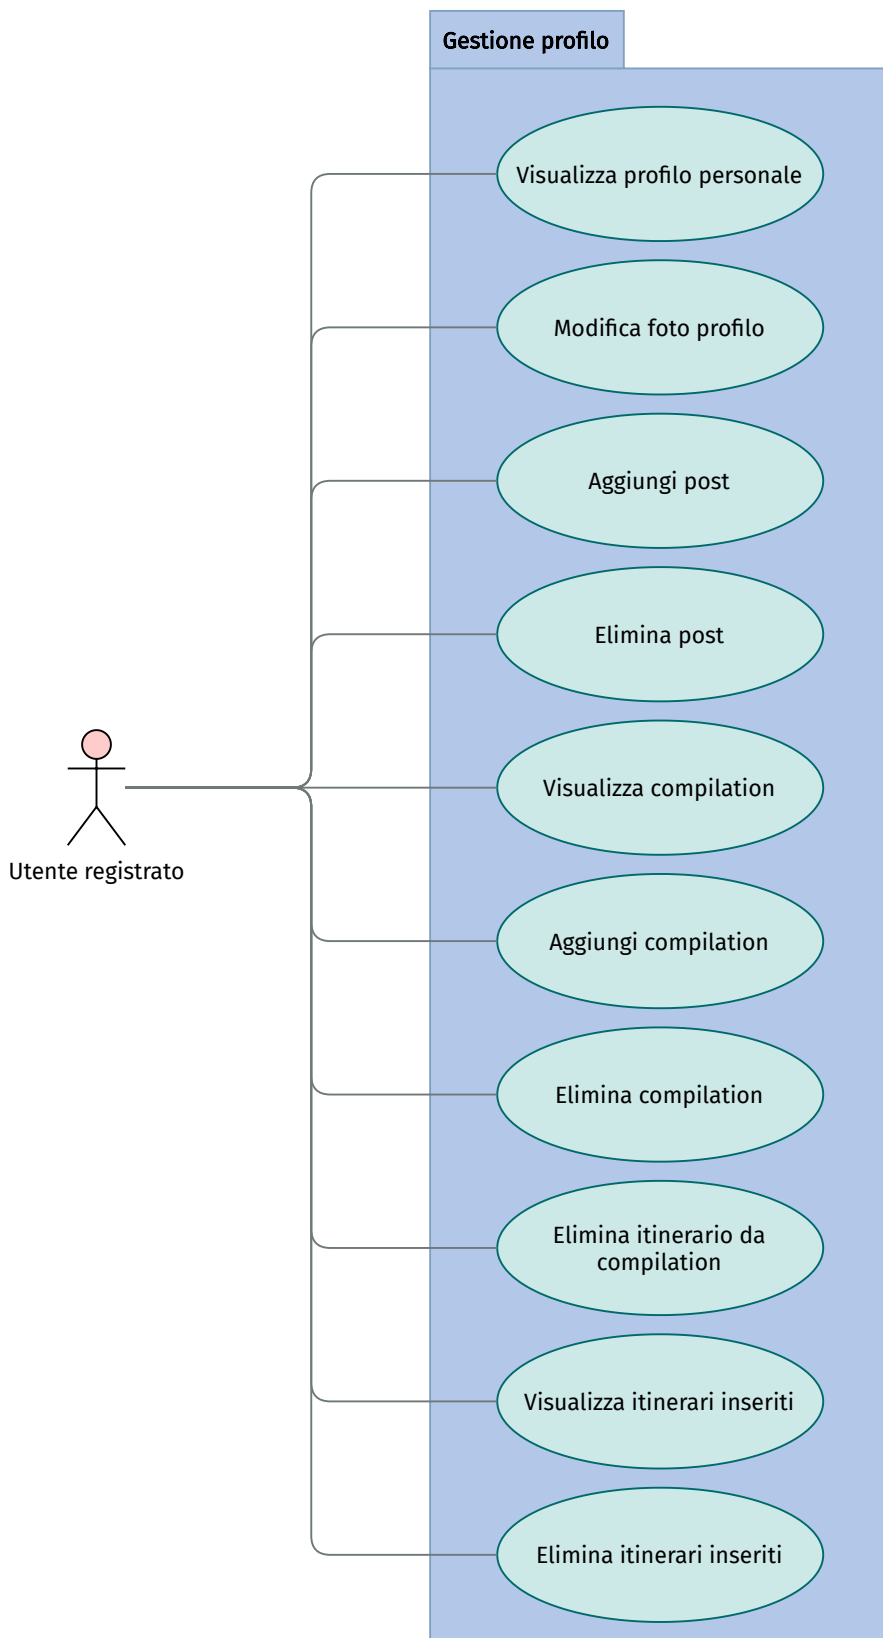 Gestione profilo
Visualizza profilo personale
Modifica foto profilo
Aggiungi post
Elimina post
Visualizza compilation
Utente registrato
Aggiungi compilation
Elimina compilation
Elimina itinerario da
compilation
Visualizza itinerari inseriti
Elimina itinerari inseriti